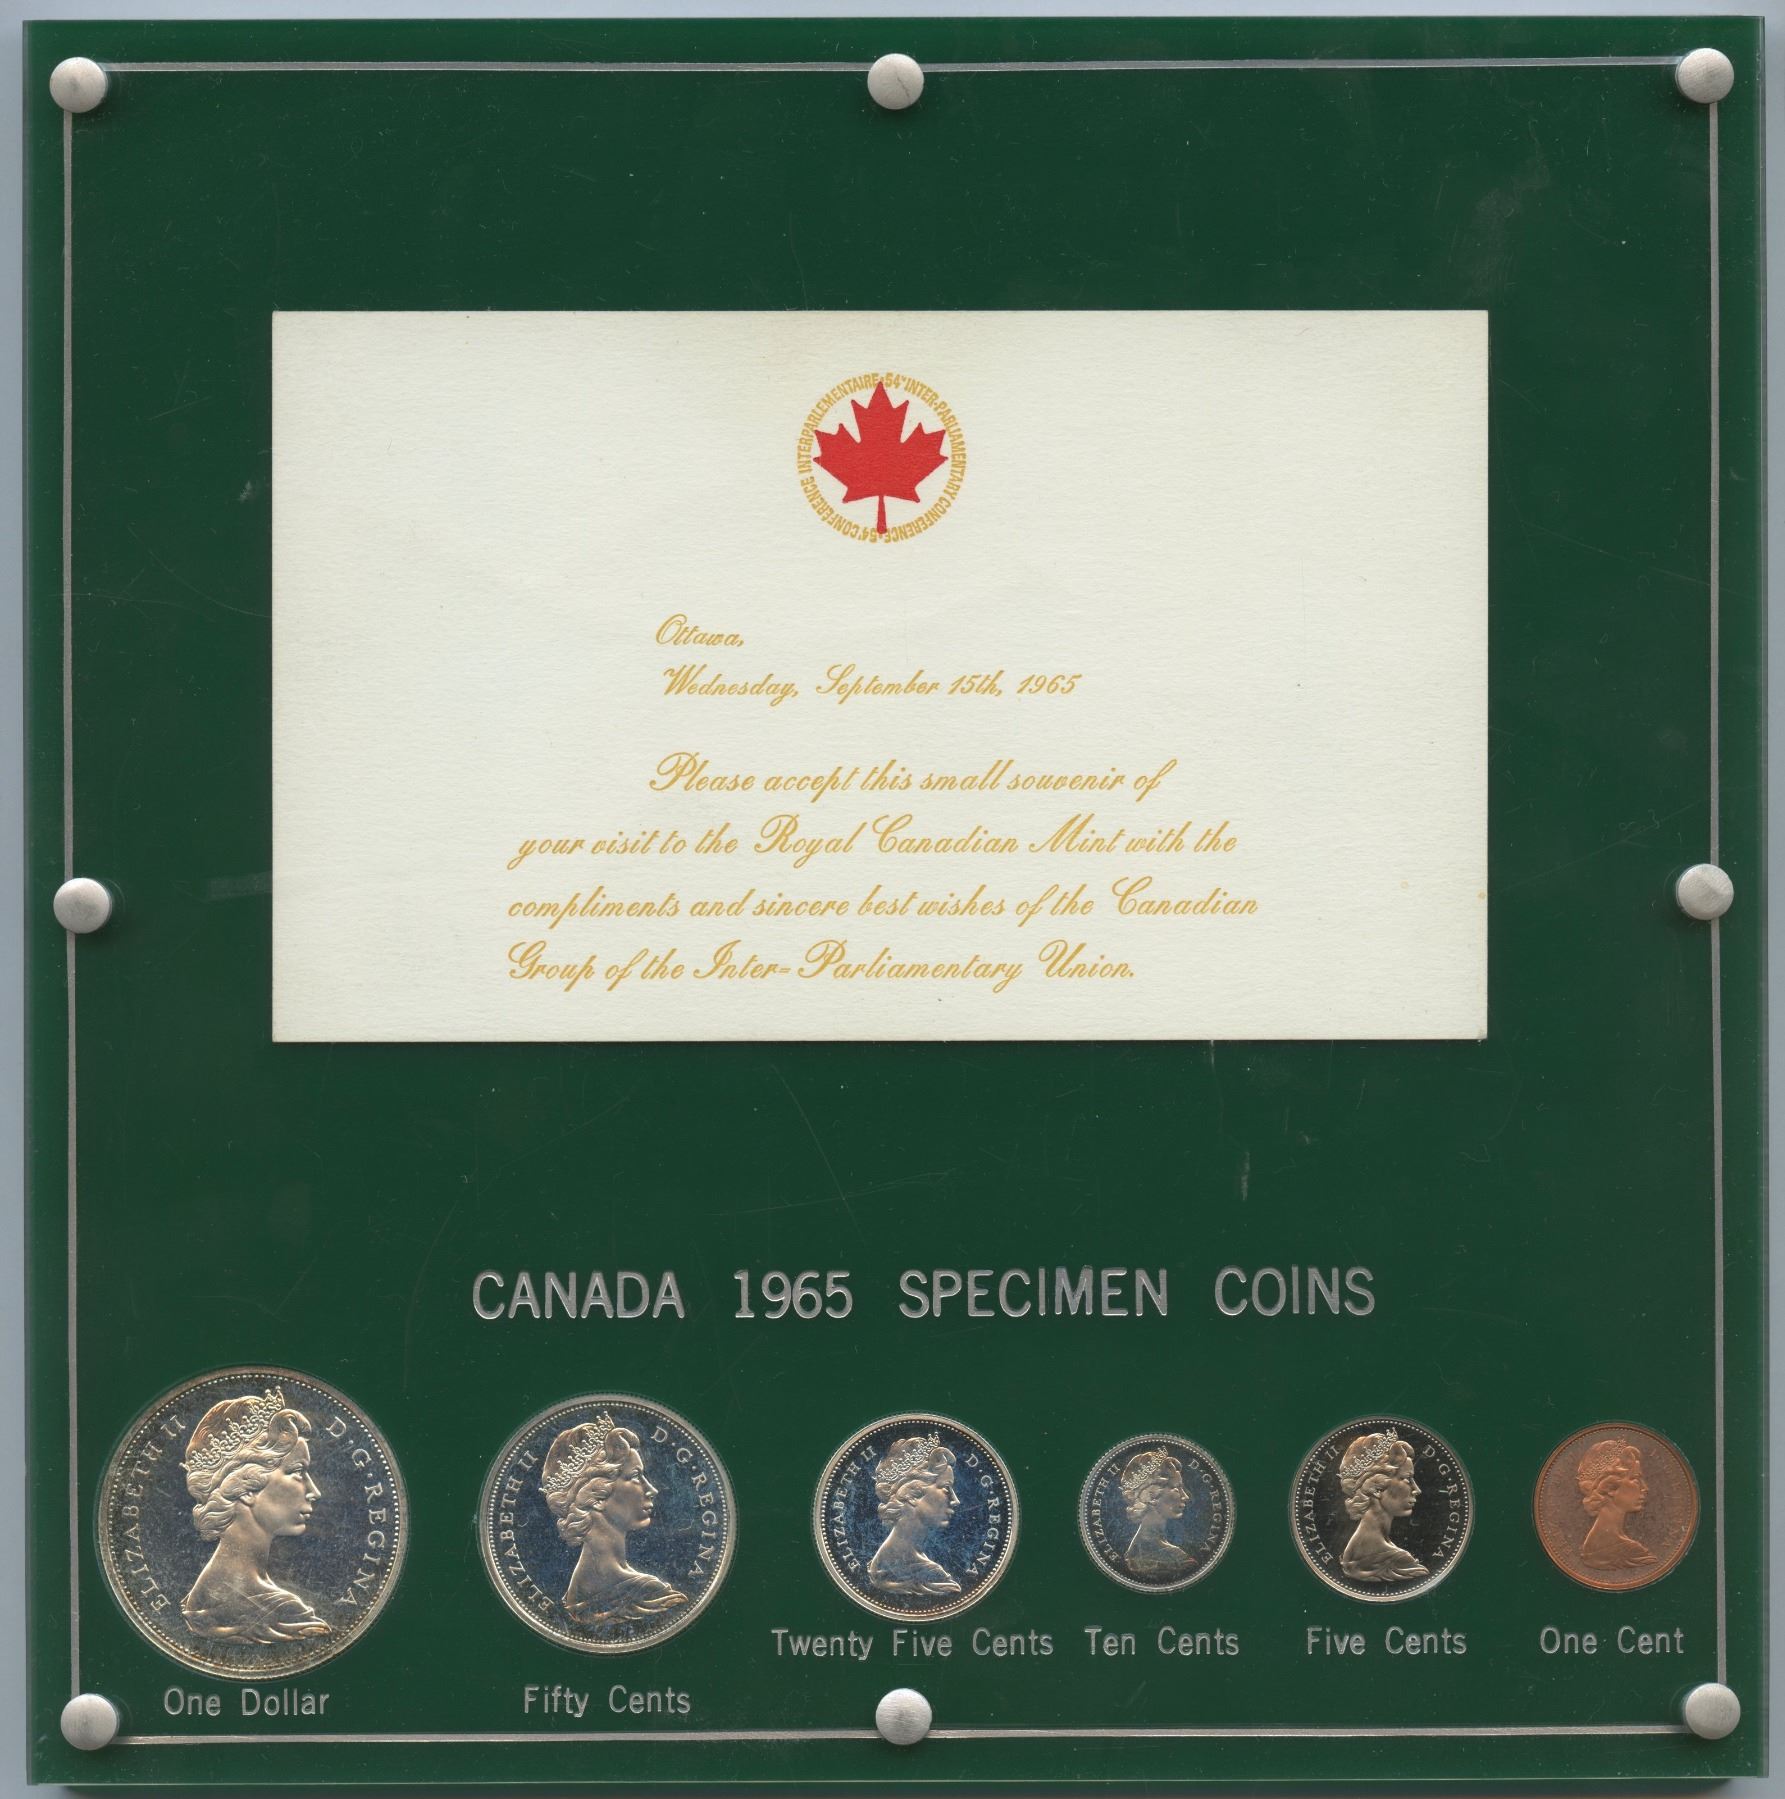 54th INTER-PARLIAMENTARY CONFERENCE • 54e CONFERENCE INTERPARLEMENTAIRE •
Ottawa,
Wednesday, September 15th, 1965
Please accept this small souvenir of
your visit to the Royal Canadian Mint with the
compliments and sincere best wishes of the Canadian
Group of the Inter=Parliamentary Union.
CANADA 1965 SPECIMEN COINS
ELIZABETH II D·G·REGINA
ELIZABETH II D·G·REGINA
ELIZABETH II D·G·REGINA
ELIZABETH II D·G·REGINA
ELIZABETH II D·G·REGINA
Twenty Five Cents Ten Cents Five Cents One Cent
One Dollar Fifty Cents